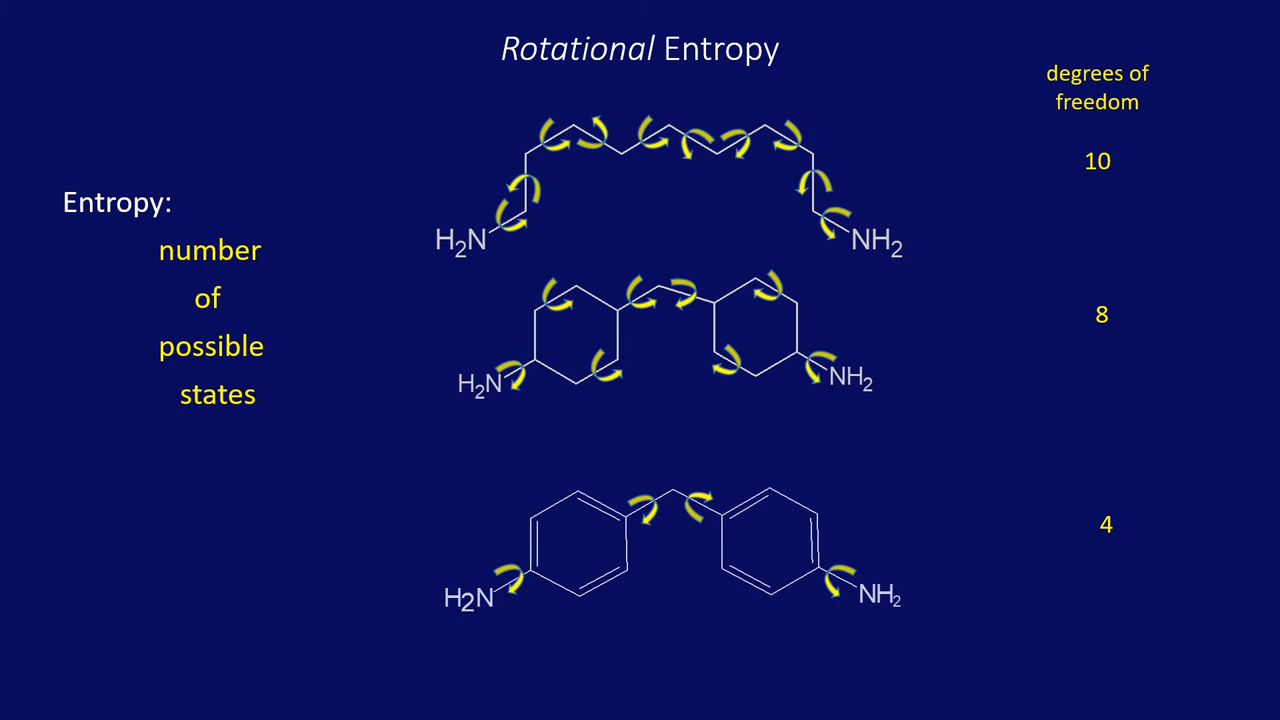 Rotational Entropy
degrees of
freedom
10
Entropy:
number
of
possible
states
H2N
NH2
8
H2N
NH2
4
H2N
NH2